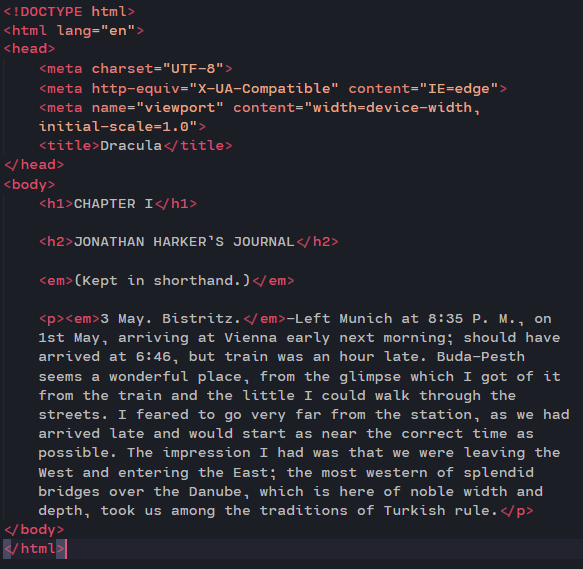 <!DOCTYPE html>
<html lang="en">
<head>
    <meta charset="UTF-8">
    <meta http-equiv="X-UA-Compatible" content="IE=edge">
    <meta name="viewport" content="width=device-width,
    initial-scale=1.0">
    <title>Dracula</title>
</head>
<body>
    <h1>CHAPTER I</h1>

    <h2>JONATHAN HARKER'S JOURNAL</h2>

    <em>(Kept in shorthand.)</em>

    <p><em>3 May. Bistritz.</em>—Left Munich at 8:35 P. M., on
    1st May, arriving at Vienna early next morning; should have
    arrived at 6:46, but train was an hour late. Buda-Pesth
    seems a wonderful place, from the glimpse which I got of it
    from the train and the little I could walk through the
    streets. I feared to go very far from the station, as we had
    arrived late and would start as near the correct time as
    possible. The impression I had was that we were leaving the
    West and entering the East; the most western of splendid
    bridges over the Danube, which is here of noble width and
    depth, took us among the traditions of Turkish rule.</p>
</body>
</html>